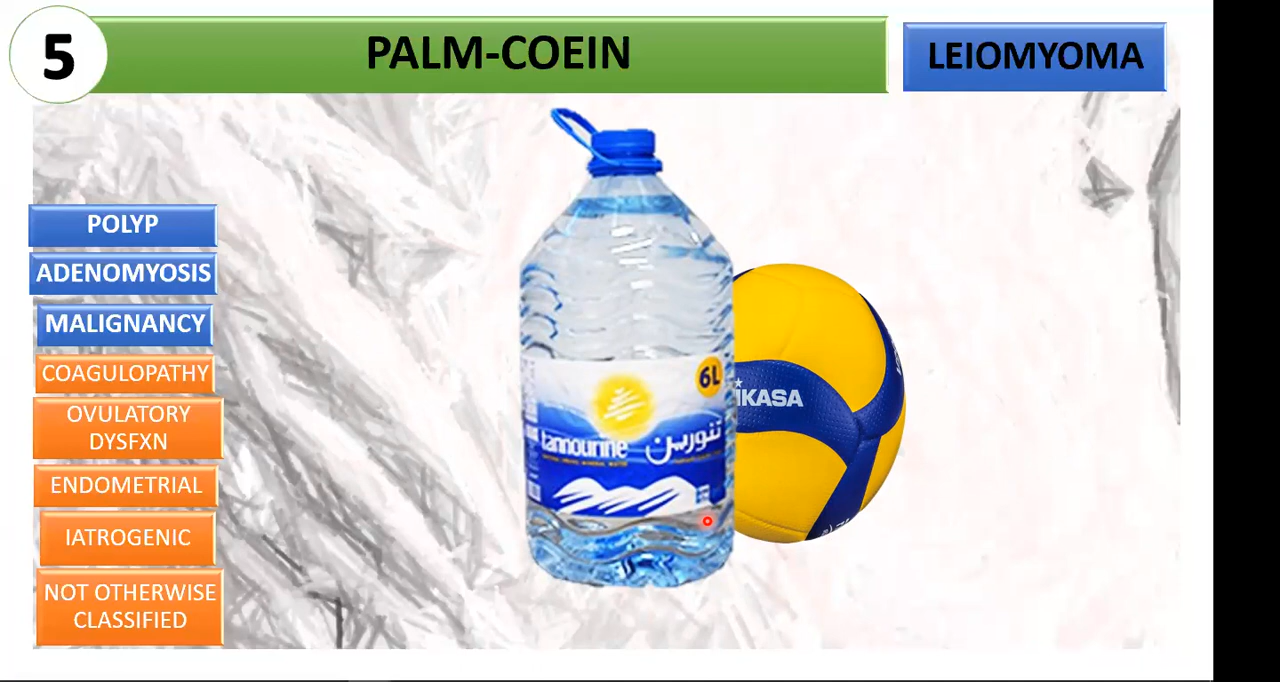 5
PALM-COEIN
LEIOMYOMA
POLYP
ADENOMYOSIS
MALIGNANCY
COAGULOPATHY
OVULATORY
DYSFXN
ENDOMETRIAL
IATROGENIC
NOT OTHERWISE
CLASSIFIED
6L
tannourine تنورين
IKASA